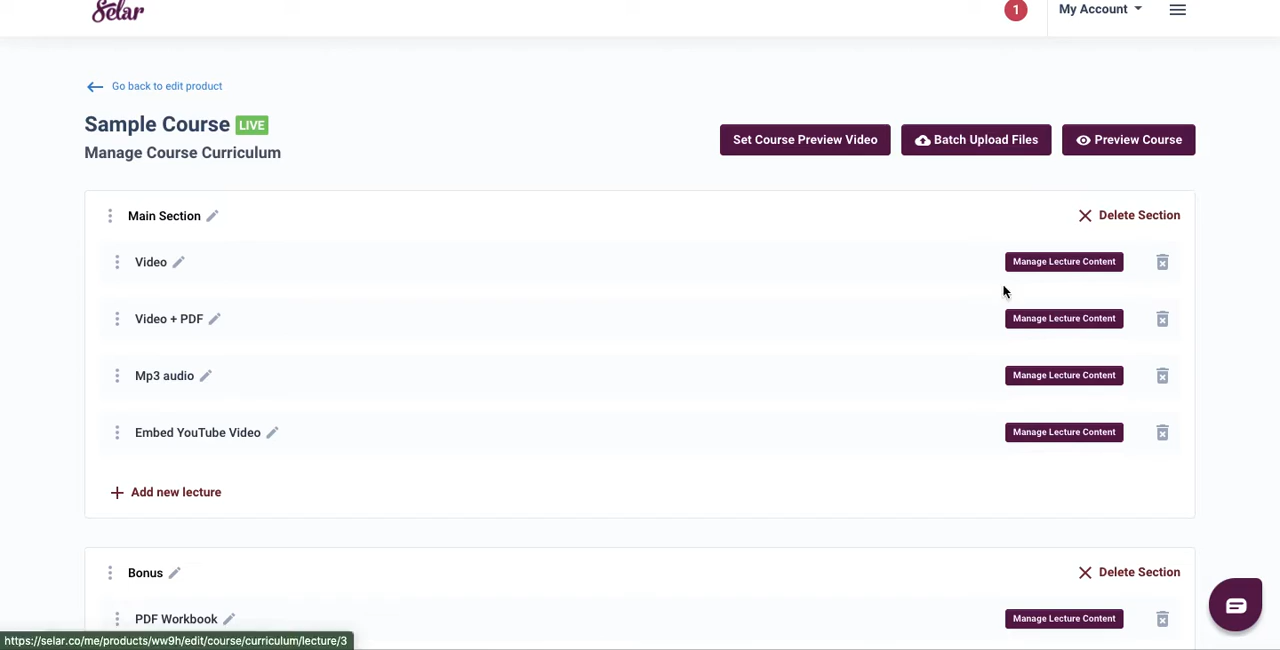 Selar
1
My Account
Go back to edit product
Sample Course LIVE
Manage Course Curriculum
Set Course Preview Video
Batch Upload Files
Preview Course
Main Section
Delete Section
Video
Manage Lecture Content
Video + PDF
Manage Lecture Content
Mp3 audio
Manage Lecture Content
Embed YouTube Video
Manage Lecture Content
Add new lecture
Bonus
Delete Section
PDF Workbook
Manage Lecture Content
https://selar.co/me/products/ww9h/edit/course/curriculum/lecture/3